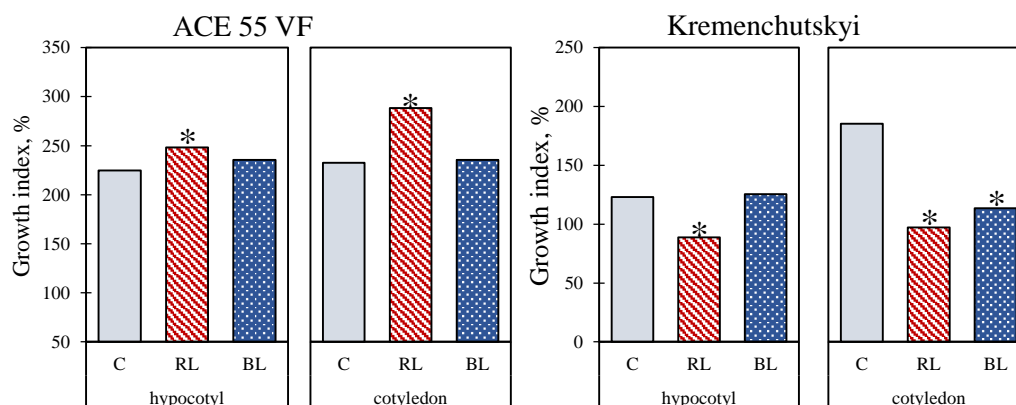 ACE 55 VF
Kremenchutskyi
Growth index, %
350
300
250
200
150
100
50
*
*
C RL BL
C RL BL
hypocotyl
cotyledon
Growth index, %
250
200
150
100
50
0
*
*
*
C RL BL
C RL BL
hypocotyl
cotyledon